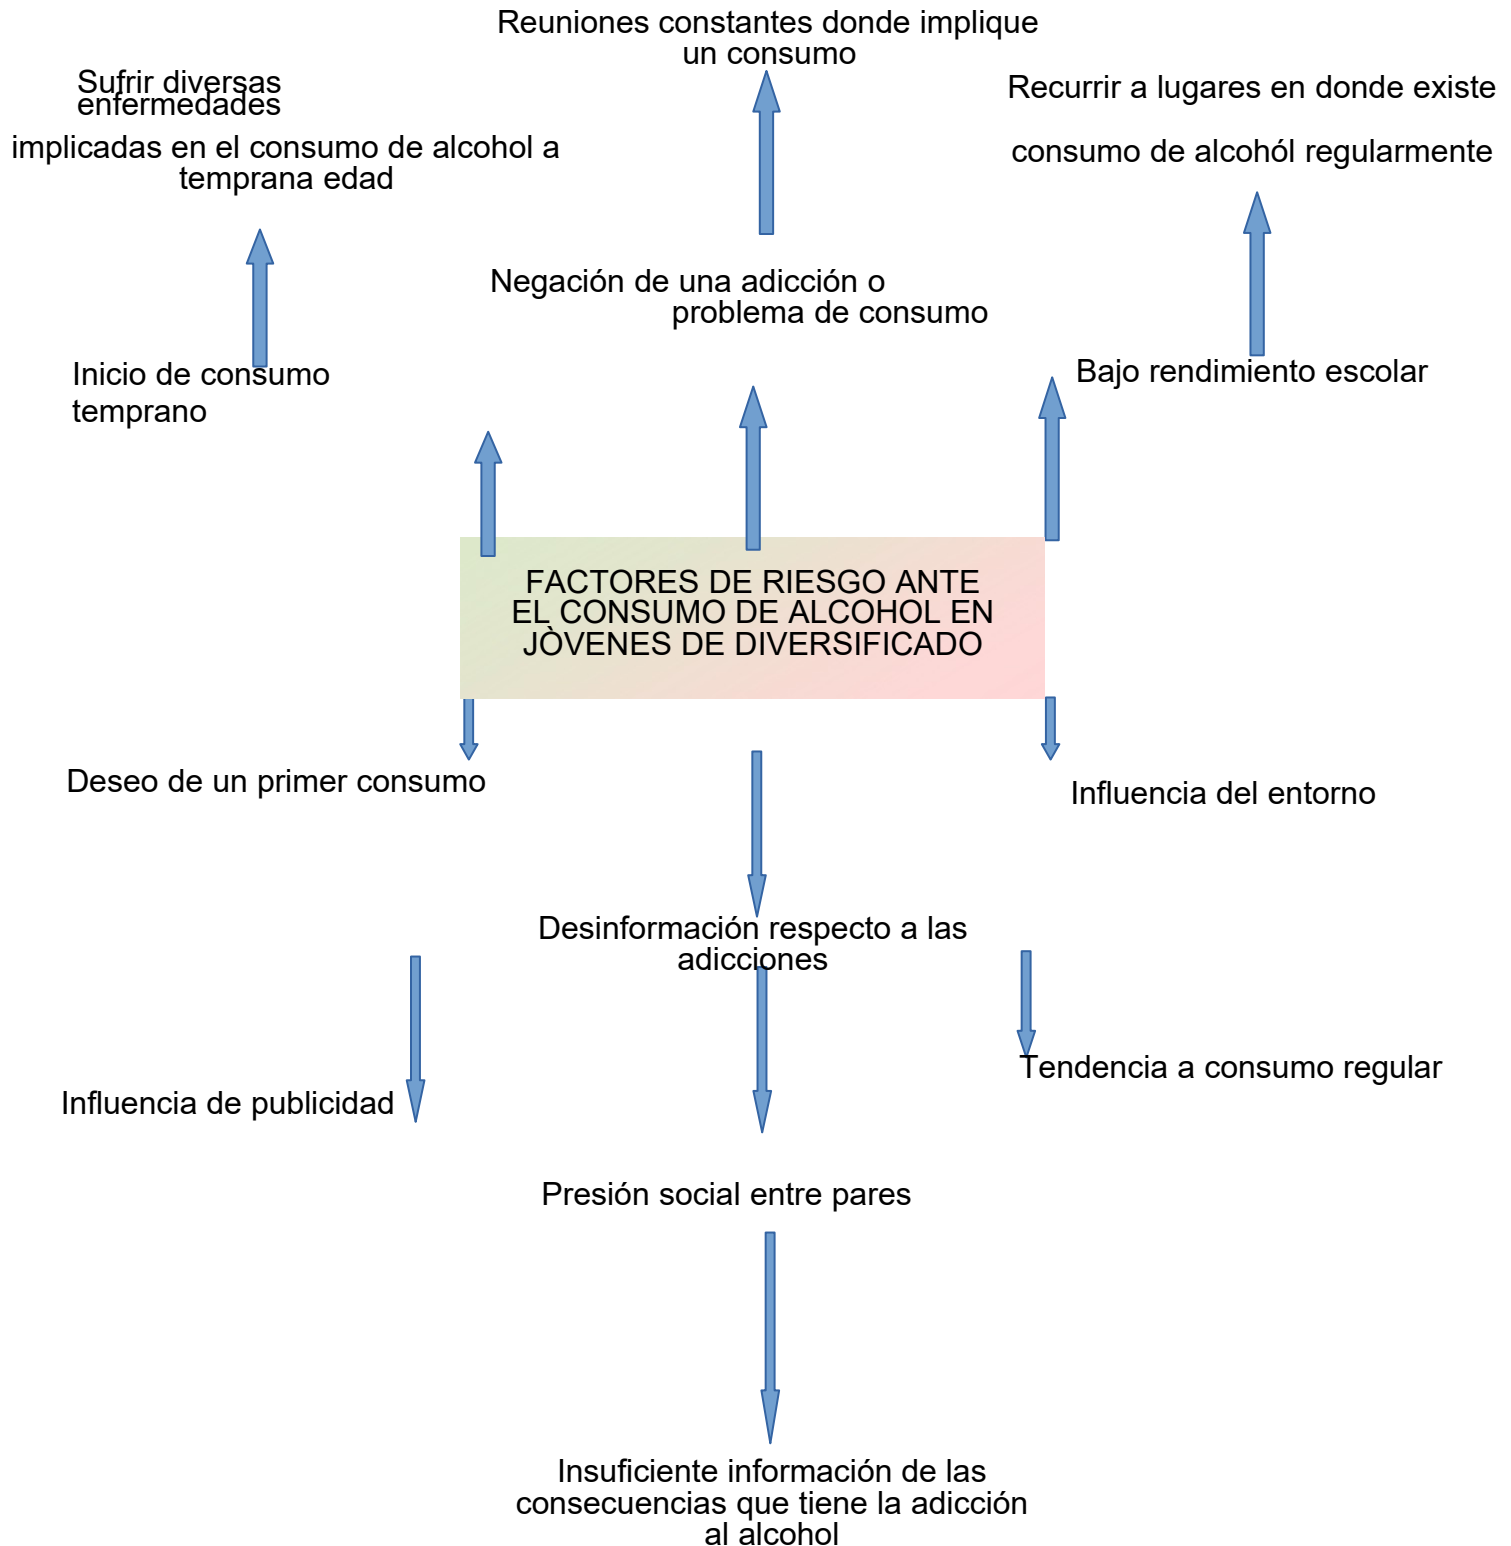 Reuniones constantes donde implique
un consumo
Sufrir diversas
enfermedades
implicadas en el consumo de alcohol a
temprana edad
Recurrir a lugares en donde existe
consumo de alcohól regularmente
Negación de una adicción o
problema de consumo
Inicio de consumo
temprano
Bajo rendimiento escolar
FACTORES DE RIESGO ANTE
EL CONSUMO DE ALCOHOL EN
JÒVENES DE DIVERSIFICADO
Deseo de un primer consumo
Influencia del entorno
Desinformación respecto a las
adicciones
Tendencia a consumo regular
Influencia de publicidad
Presión social entre pares
Insuficiente información de las
consecuencias que tiene la adicción
al alcohol